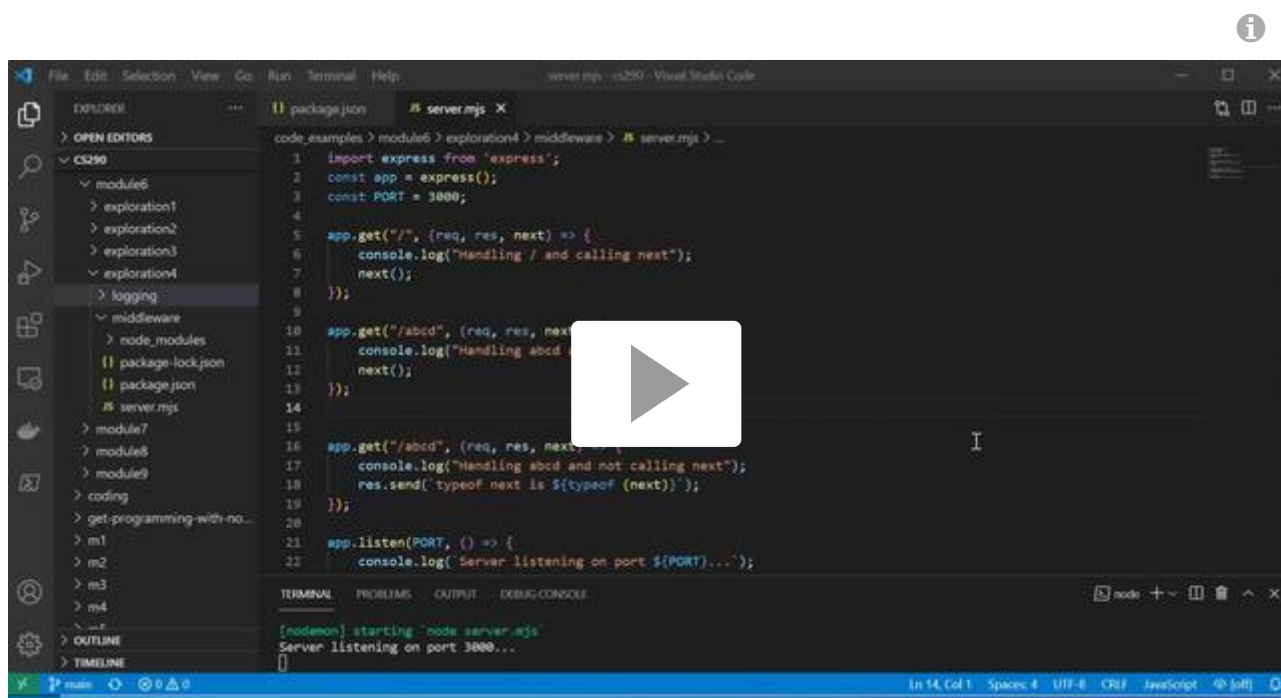 File Edit Selection View Go Run Terminal Help server.mjs - cs290 - Visual Studio Code
EXPLORER
OPEN EDITORS
CS290
module6
exploration1
exploration2
exploration3
exploration4
logging
middleware
node_modules
{} package-lock.json
{} package.json
JS server.mjs
module7
module8
module9
coding
get-programming-with-no...
m1
m2
m3
m4
OUTLINE
TIMELINE
{} package.json JS server.mjs
code_examples > module6 > exploration4 > middleware > JS server.mjs > ...
1 import express from 'express';
2 const app = express();
3 const PORT = 3000;
4
5 app.get("/", (req, res, next) => {
6 console.log("Handling / and calling next");
7 next();
8 });
9
10 app.get("/abcd", (req, res, next
11 console.log("Handling abcd
12 next();
13 });
14
15
16 app.get("/abcd", (req, res, next) => {
17 console.log("Handling abcd and not calling next");
18 res.send(`typeof next is ${typeof (next)}`);
19 });
20
21 app.listen(PORT, () => {
22 console.log(`Server listening on port ${PORT}...`);
TERMINAL PROBLEMS OUTPUT DEBUG CONSOLE node
[nodemon] starting `node server.mjs`
Server listening on port 3000...
main 0 0 Ln 14, Col 1 Spaces: 4 UTF-8 CRLF JavaScript [off]